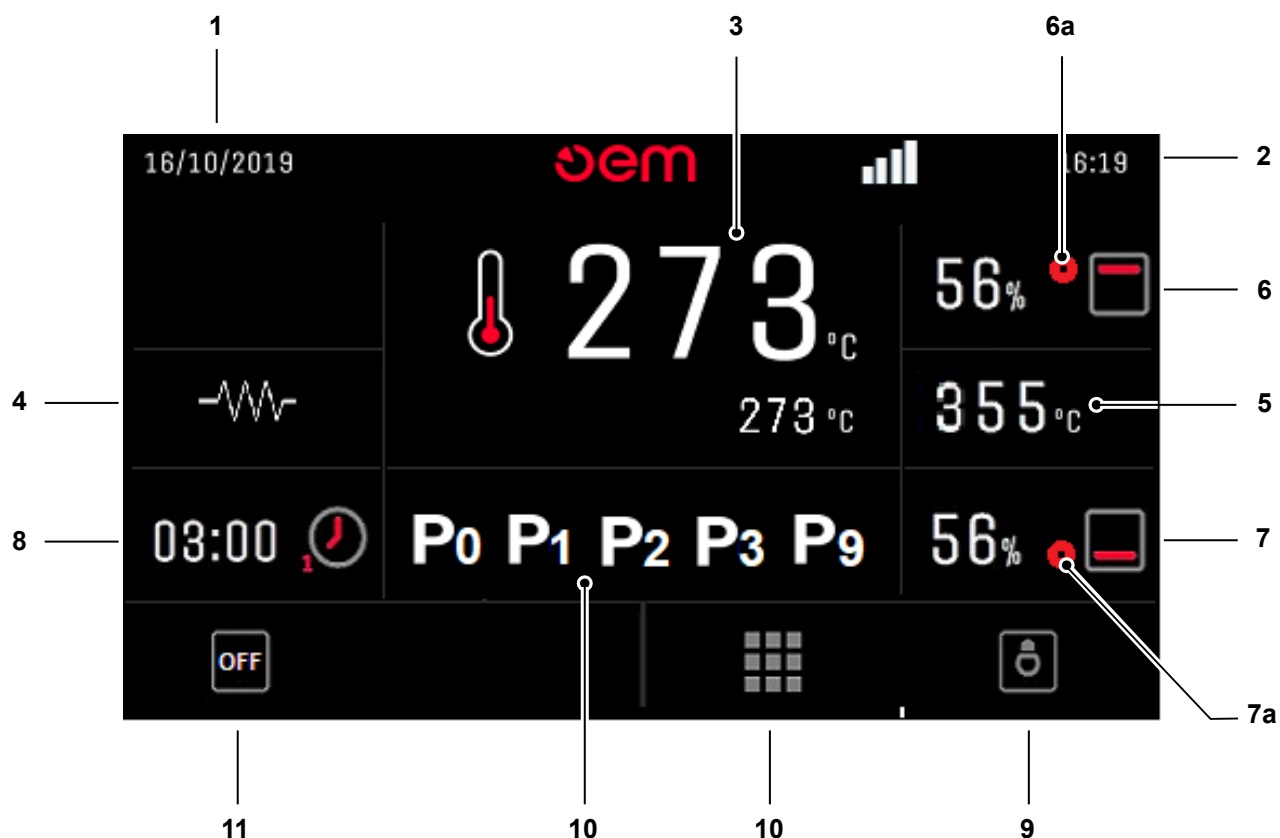 1 3 6a
16/10/2019 oem 16:19 2
273 °C
56% 6
4 273 °C 355 °C 5
8 03:00 1 P0 P1 P2 P3 P9 56% 7
OFF
7a
11 10 10 9